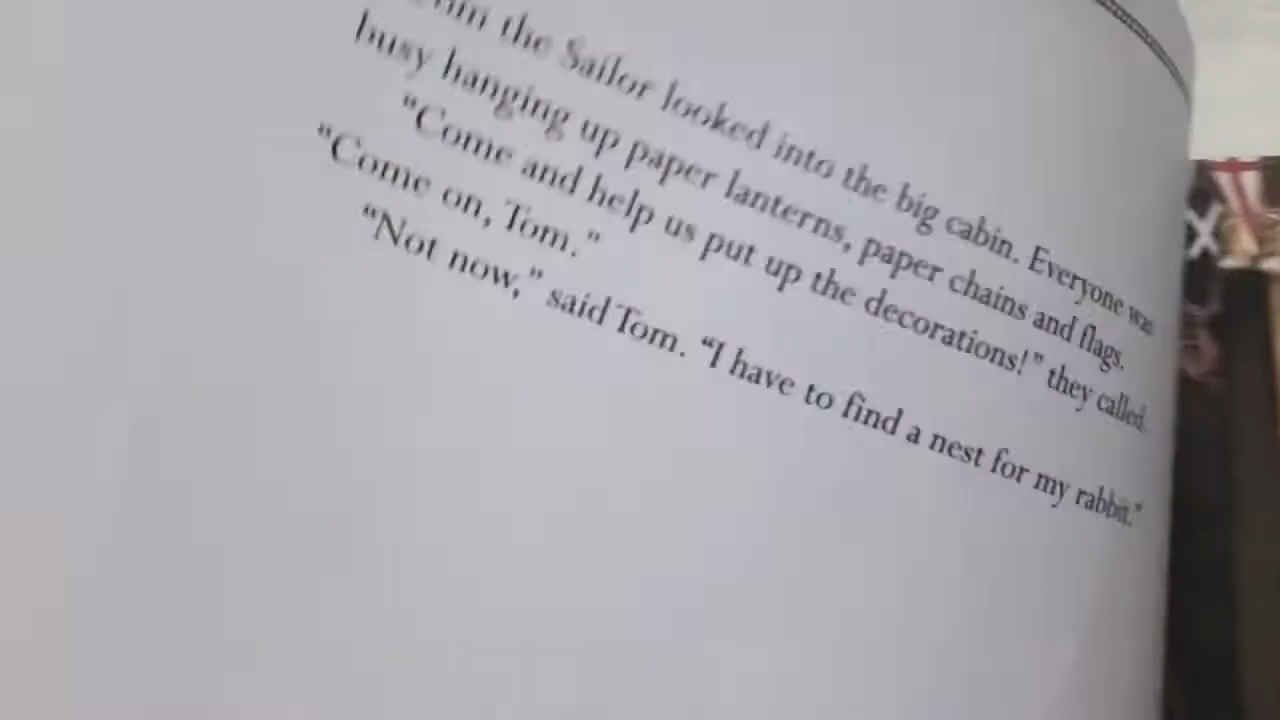 the Sailor looked into the big cabin. Everyone was
busy hanging up paper lanterns, paper chains and flags.
"Come and help us put up the decorations!" they called.
"Come on, Tom."
"Not now," said Tom. "I have to find a nest for my rabbit."